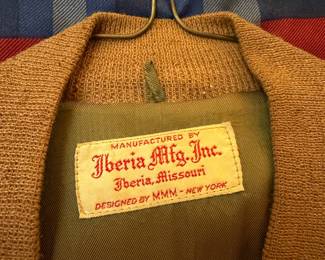 MANUFACTURED BY
Iberia Mfg. Inc.
Iberia, Missouri
DESIGNED BY MMM - NEW YORK